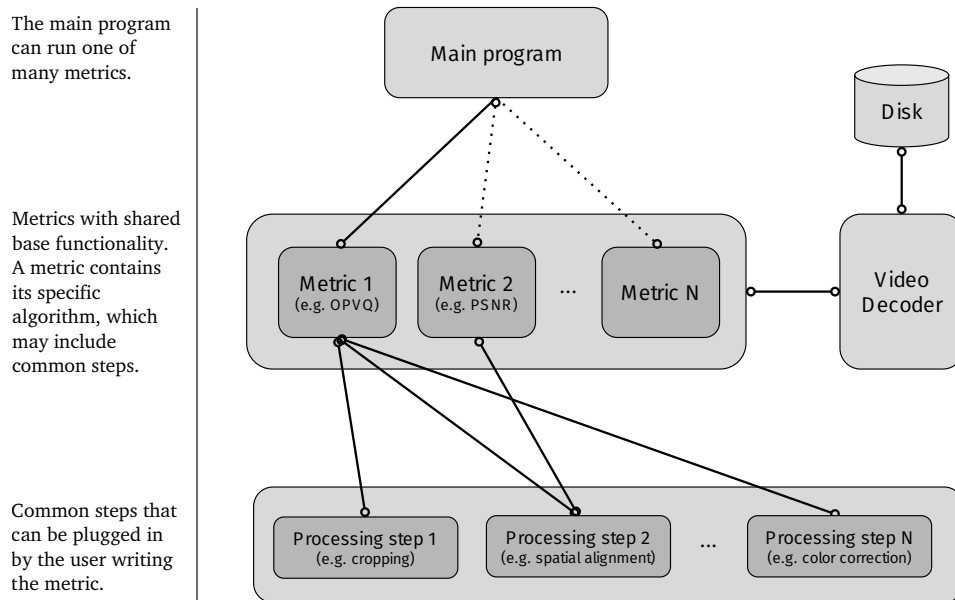 The main program
can run one of
many metrics.
Main program
Disk
Metrics with shared
base functionality.
A metric contains
its specific
algorithm, which
may include
common steps.
Metric 1
(e.g. OPVQ)
Metric 2
(e.g. PSNR)
...
Metric N
Video
Decoder
Common steps that
can be plugged in
by the user writing
the metric.
Processing step 1
(e.g. cropping)
Processing step 2
(e.g. spatial alignment)
...
Processing step N
(e.g. color correction)